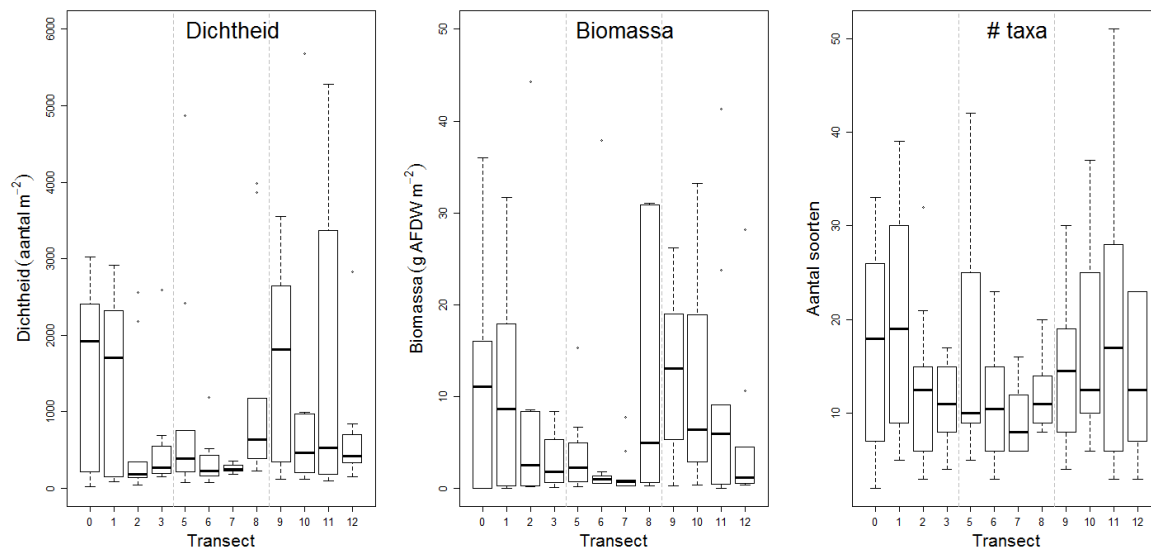 Dichtheid
Dichtheid (aantal m⁻²)
0 1000 2000 3000 4000 5000 6000
0 1 2 3 5 6 7 8 9 10 11 12
Transect
Biomassa
Biomassa (g AFDW m⁻²)
0 10 20 30 40 50
0 1 2 3 5 6 7 8 9 10 11 12
Transect
# taxa
Aantal soorten
10 20 30 40 50
0 1 2 3 5 6 7 8 9 10 11 12
Transect